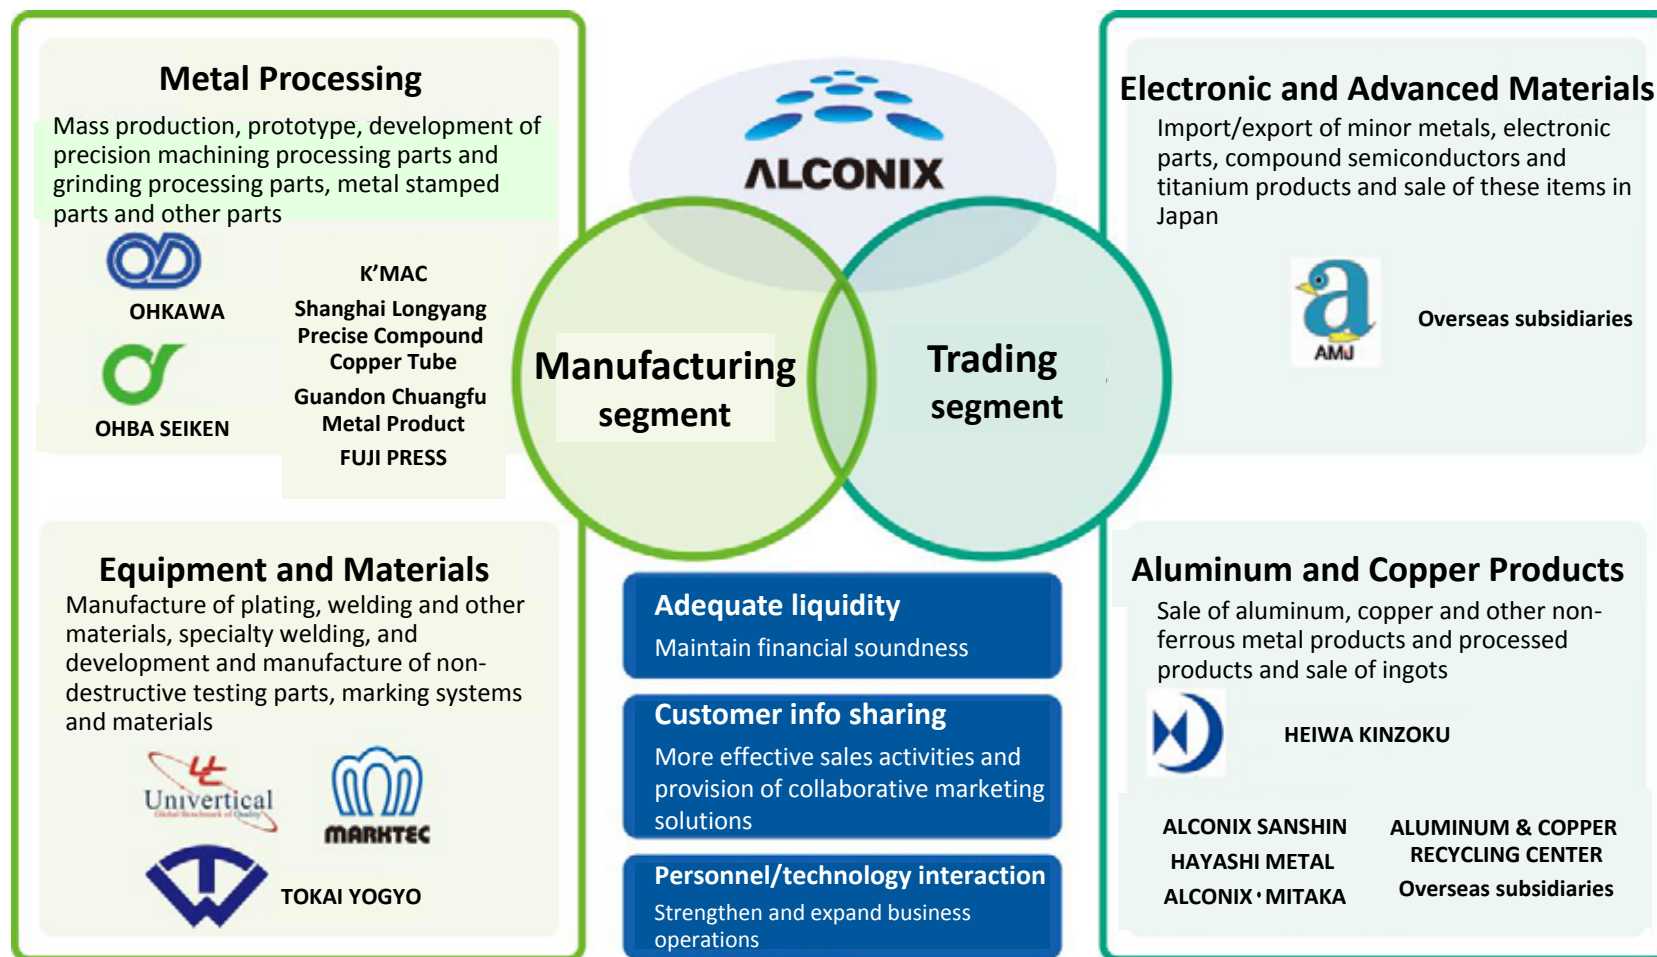 Metal Processing
Mass production, prototype, development of
precision machining processing parts and
grinding processing parts, metal stamped
parts and other parts
OHKAWA
OHBA SEIKEN
K’MAC
Shanghai Longyang
Precise Compound
Copper Tube
Guandon Chuangfu
Metal Product
FUJI PRESS
Equipment and Materials
Manufacture of plating, welding and other
materials, specialty welding, and
development and manufacture of non-
destructive testing parts, marking systems
and materials
Univertical
Global Benchmark of Quality
MARKTEC
TOKAI YOGYO
ALCONIX
Manufacturing
segment
Trading
segment
Adequate liquidity
Maintain financial soundness
Customer info sharing
More effective sales activities and
provision of collaborative marketing
solutions
Personnel/technology interaction
Strengthen and expand business
operations
Electronic and Advanced Materials
Import/export of minor metals, electronic
parts, compound semiconductors and
titanium products and sale of these items in
Japan
AMJ
Overseas subsidiaries
Aluminum and Copper Products
Sale of aluminum, copper and other non-
ferrous metal products and processed
products and sale of ingots
HEIWA KINZOKU
ALCONIX SANSHIN
HAYASHI METAL
ALCONIX・MITAKA
ALUMINUM & COPPER
RECYCLING CENTER
Overseas subsidiaries